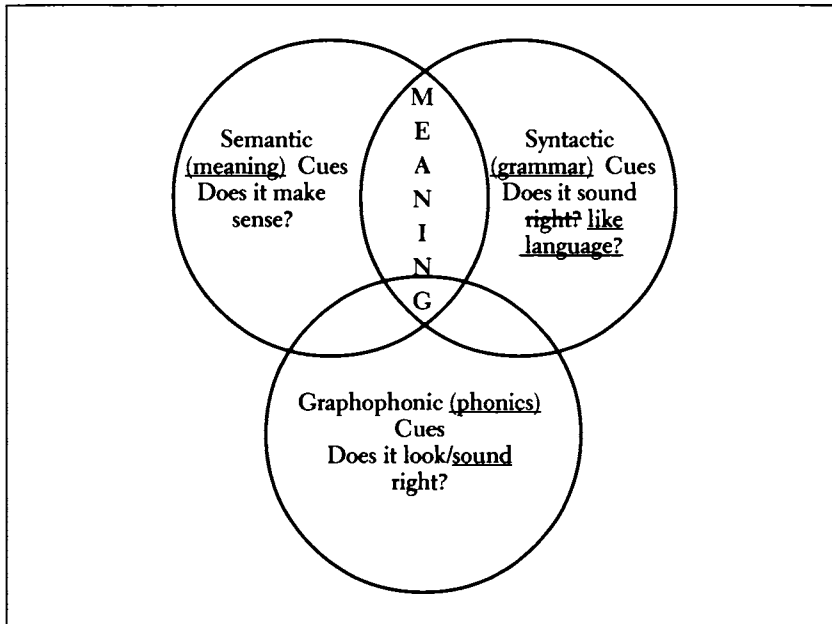 Semantic
(meaning) Cues
Does it make
sense?
M
E
A
N
I
N
G
Syntactic
(grammar) Cues
Does it sound
right? like
language?
Graphophonic (phonics)
Cues
Does it look/sound
right?